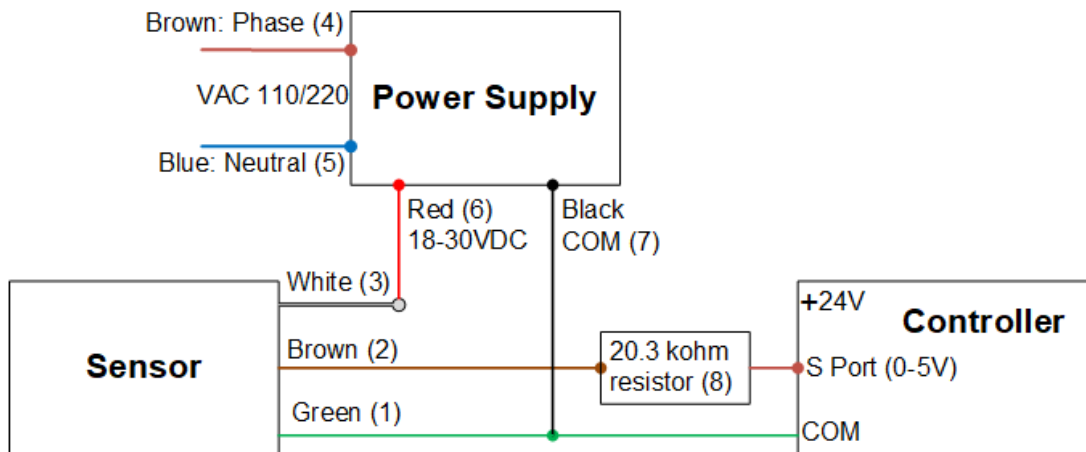 Brown: Phase (4)
VAC 110/220
Power Supply
Blue: Neutral (5)
Red (6)
18-30VDC
Black
COM (7)
White (3)
Sensor
Brown (2)
Green (1)
20.3 kohm
resistor (8)
+24V
Controller
S Port (0-5V)
COM